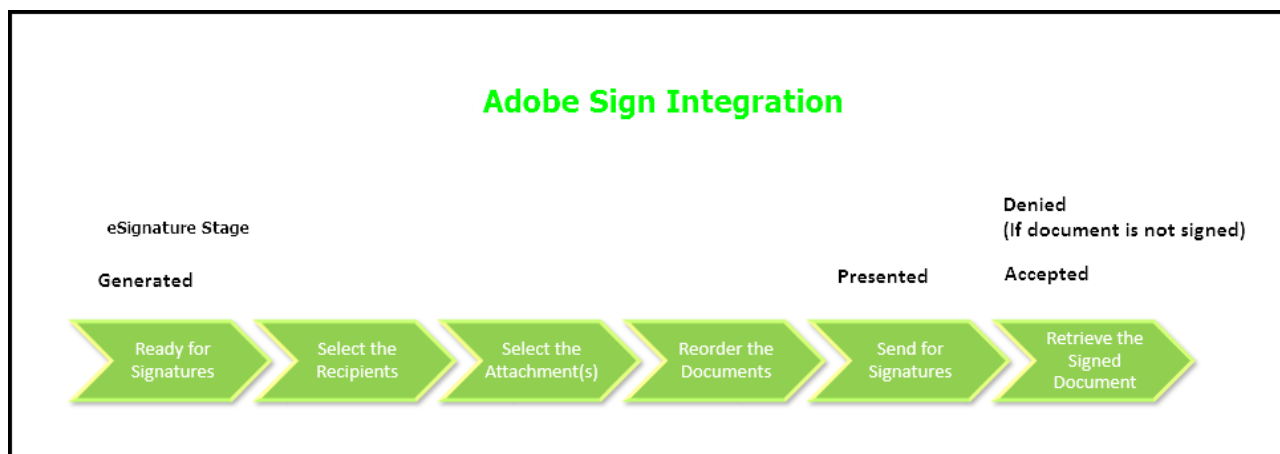 Adobe Sign Integration
eSignature Stage
Denied
(If document is not signed)
Generated
Presented
Accepted
Ready for
Signatures
Select the
Recipients
Select the
Attachment(s)
Reorder the
Documents
Send for
Signatures
Retrieve the
Signed
Document